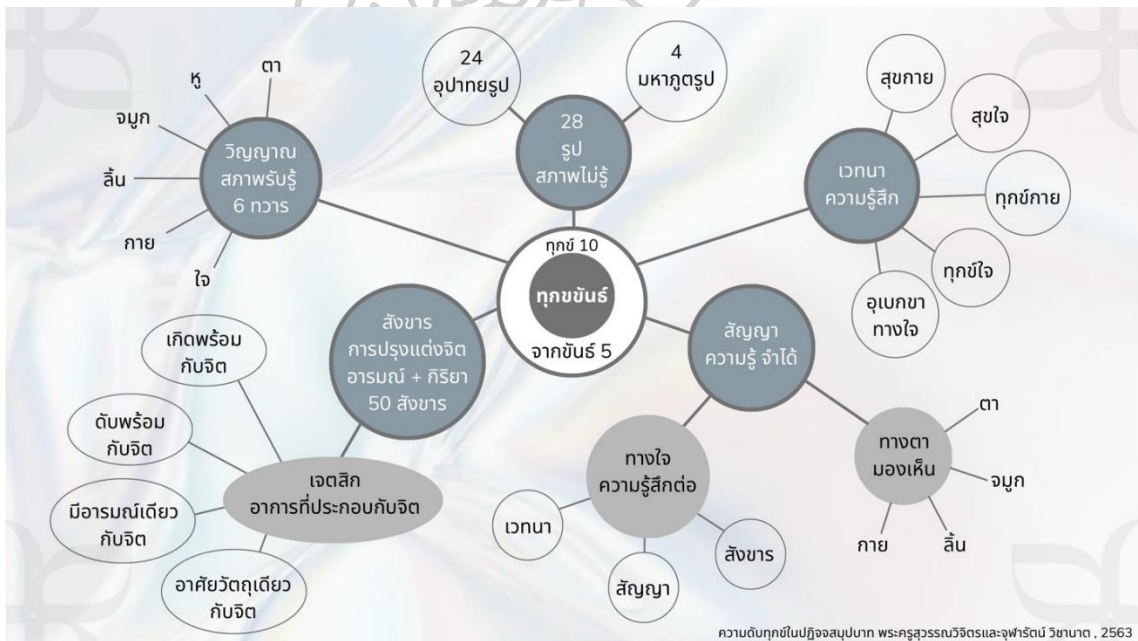 24
อุปาทยรูป
4
มหาภูตรูป
28
รูป
สภาพไม่รู้
ตา
หู
จมูก
ลิ้น
กาย
ใจ
วิญญาณ
สภาพรับรู้
6 ทวาร
สุขกาย
สุขใจ
ทุกข์กาย
ทุกข์ใจ
อุเบกขา
ทางใจ
เวทนา
ความรู้สึก
ทุกข์ 10
ทุกขขันธ์
จากขันธ์ 5
สังขาร
การปรุงแต่งจิต
อารมณ์ + กิริยา
50 สังขาร
สัญญา
ความรู้ จำได้
เกิดพร้อม
กับจิต
ดับพร้อม
กับจิต
มีอารมณ์เดียว
กับจิต
อาศัยวัตถุเดียว
กับจิต
เจตสิก
อาการที่ประกอบกับจิต
ทางใจ
ความรู้สึกต่อ
เวทนา
สัญญา
สังขาร
ทางตา
มองเห็น
ตา
จมูก
ลิ้น
กาย
ความดับทุกข์ในปฏิจจสมุปบาท พระครูสุวรรณวิจิตรและจุฬารัตน์ วิชานาต , 2563